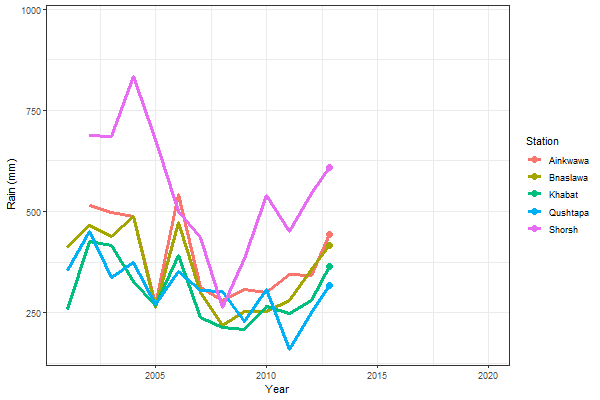 1000
750
500
250
Rain (mm)
2005
2010
2015
2020
Year
Station
Ainkwawa
Bnaslawa
Khabat
Qushtapa
Shorsh